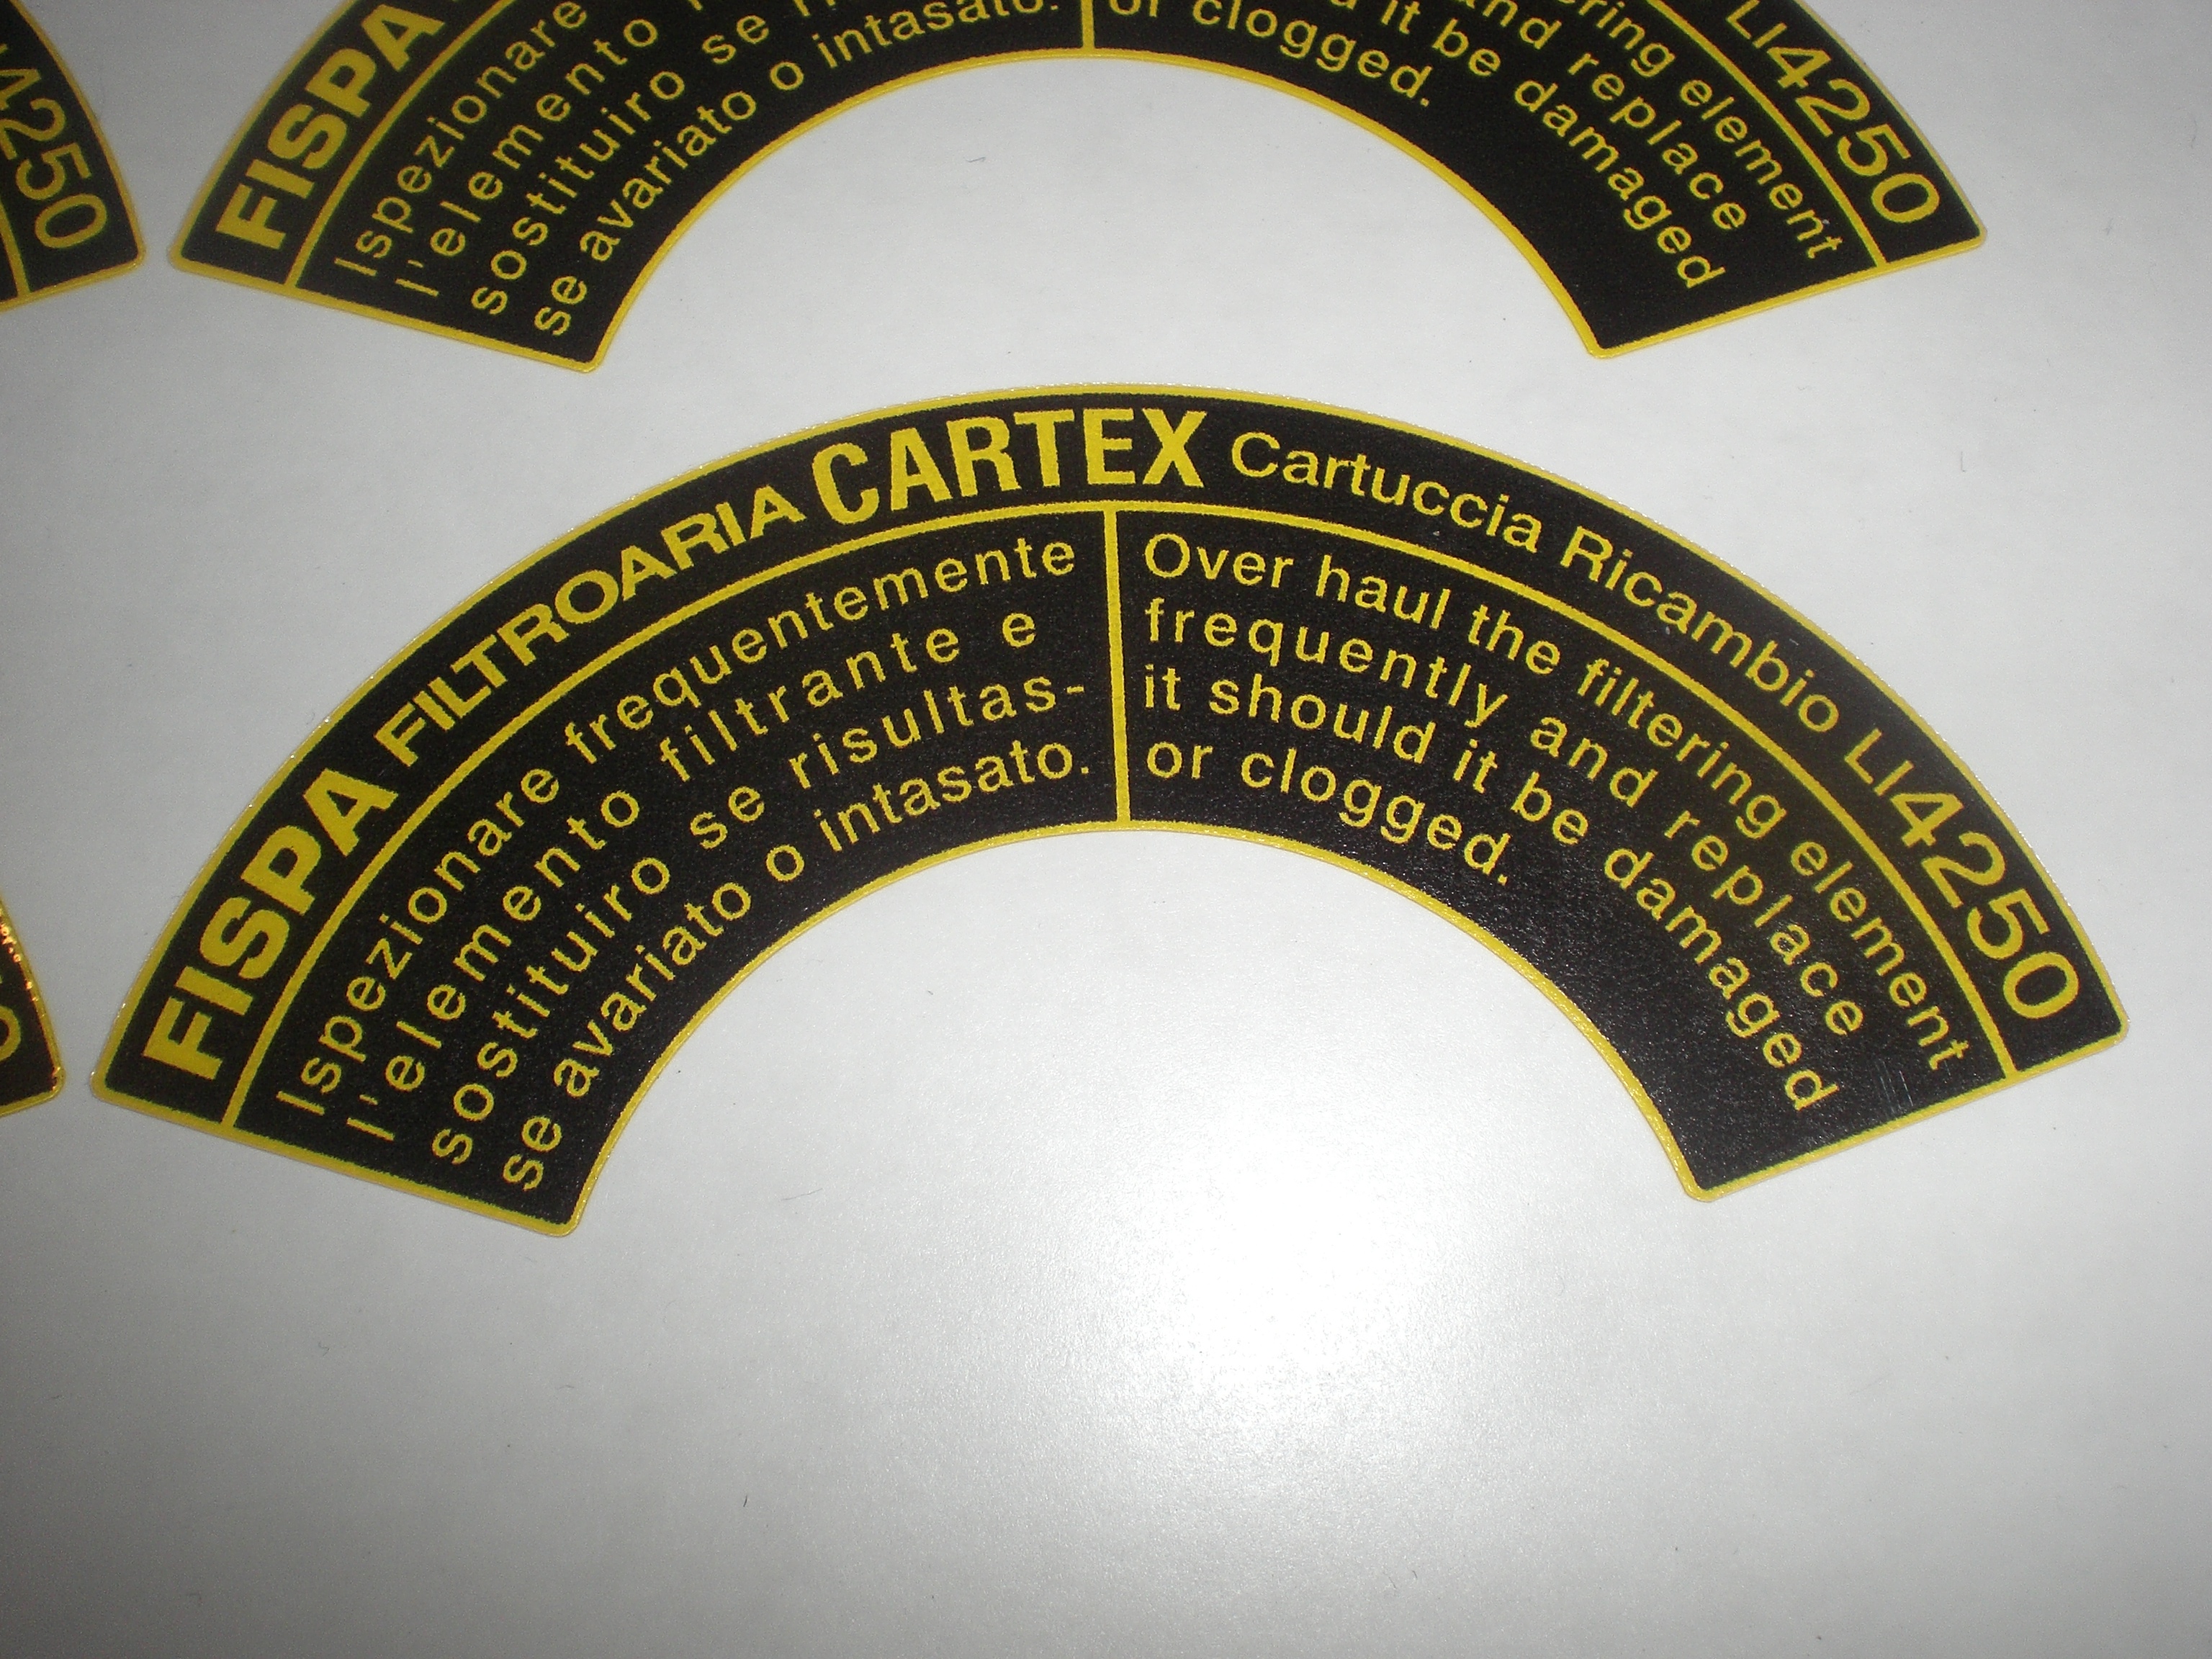 4250
FISPA
LI4250
Ispezionare
l'elemento
sostituiro se
se avariato o intasato.
ering element
and replace
it be damaged
or clogged.
FISPA FILTROARIA CARTEX Cartuccia Ricambio LI4250
Ispezionare frequentemente
l'elemento filtrante e
sostituiro se risultas-
se avariato o intasato.
Over haul the filtering element
frequently and replace
it should it be damaged
or clogged.